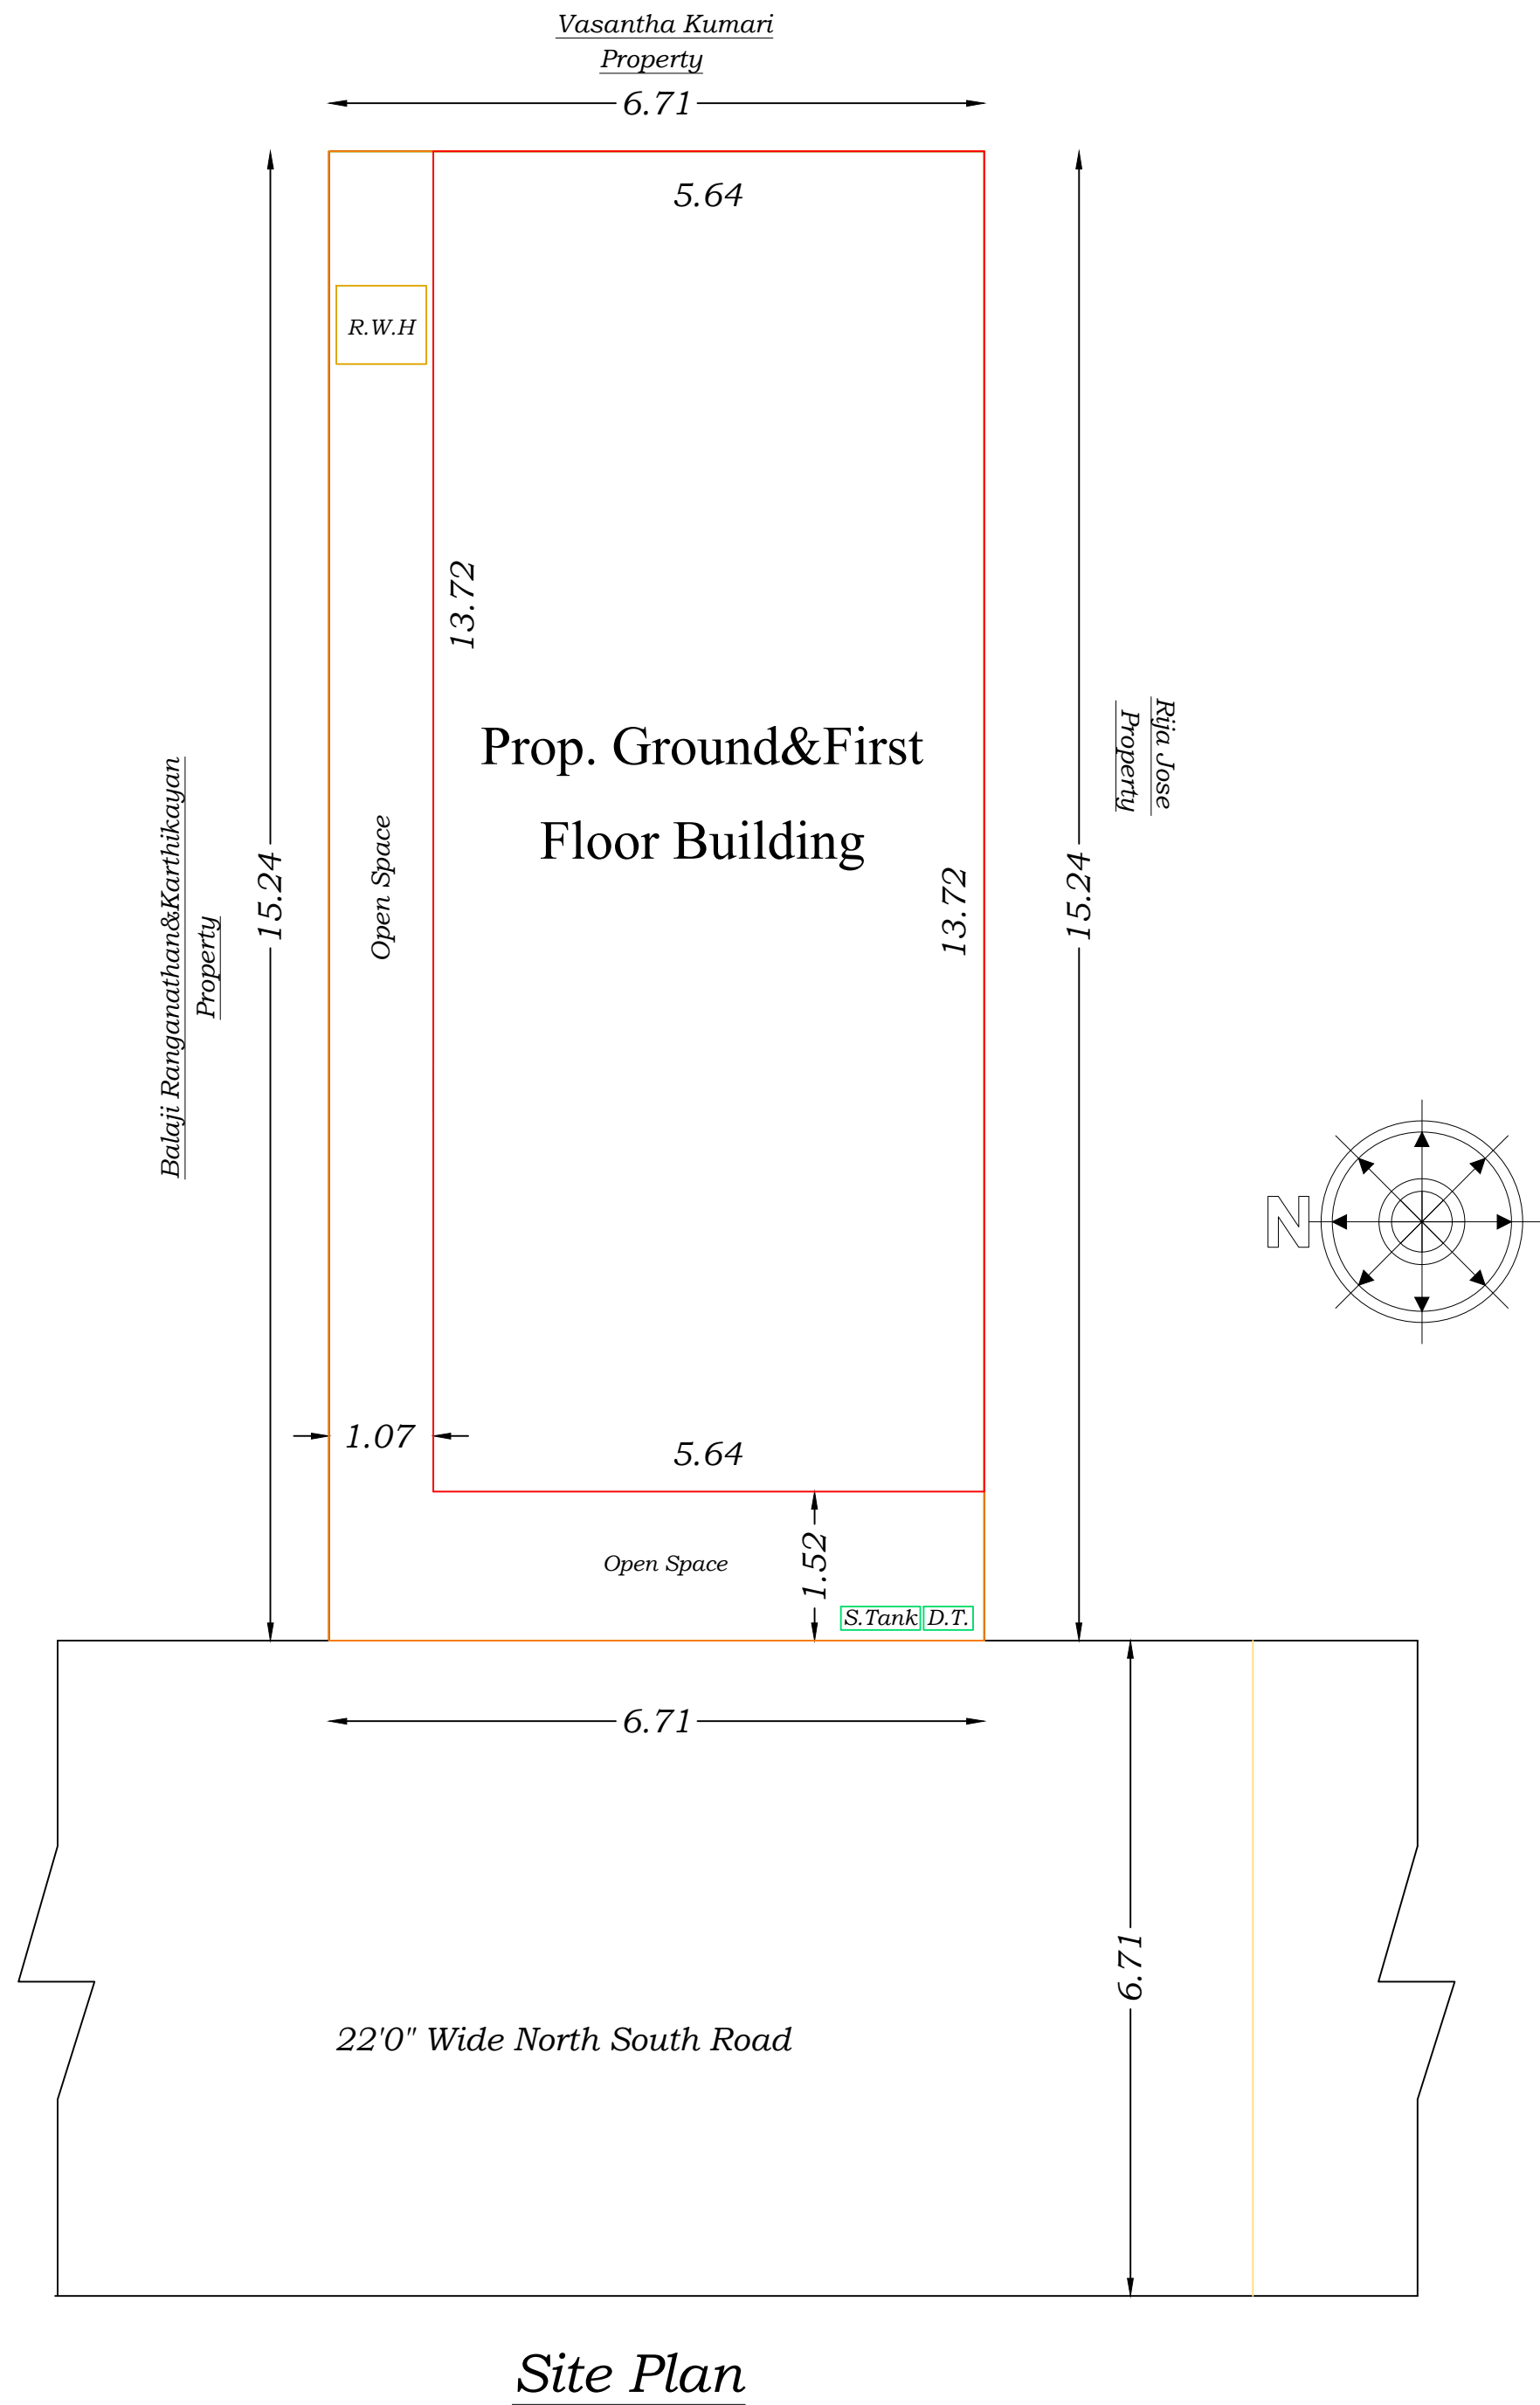 Vasantha Kumari
Property
6.71
5.64
R.W.H
13.72
Prop. Ground&First
Floor Building
Rija Jose
Property
Balaji Ranganathan&Karthikayan
Property
15.24
Open Space
13.72
15.24
N
1.07
5.64
Open Space
1.52
S.Tank
D.T.
6.71
6.71
22'0" Wide North South Road
Site Plan